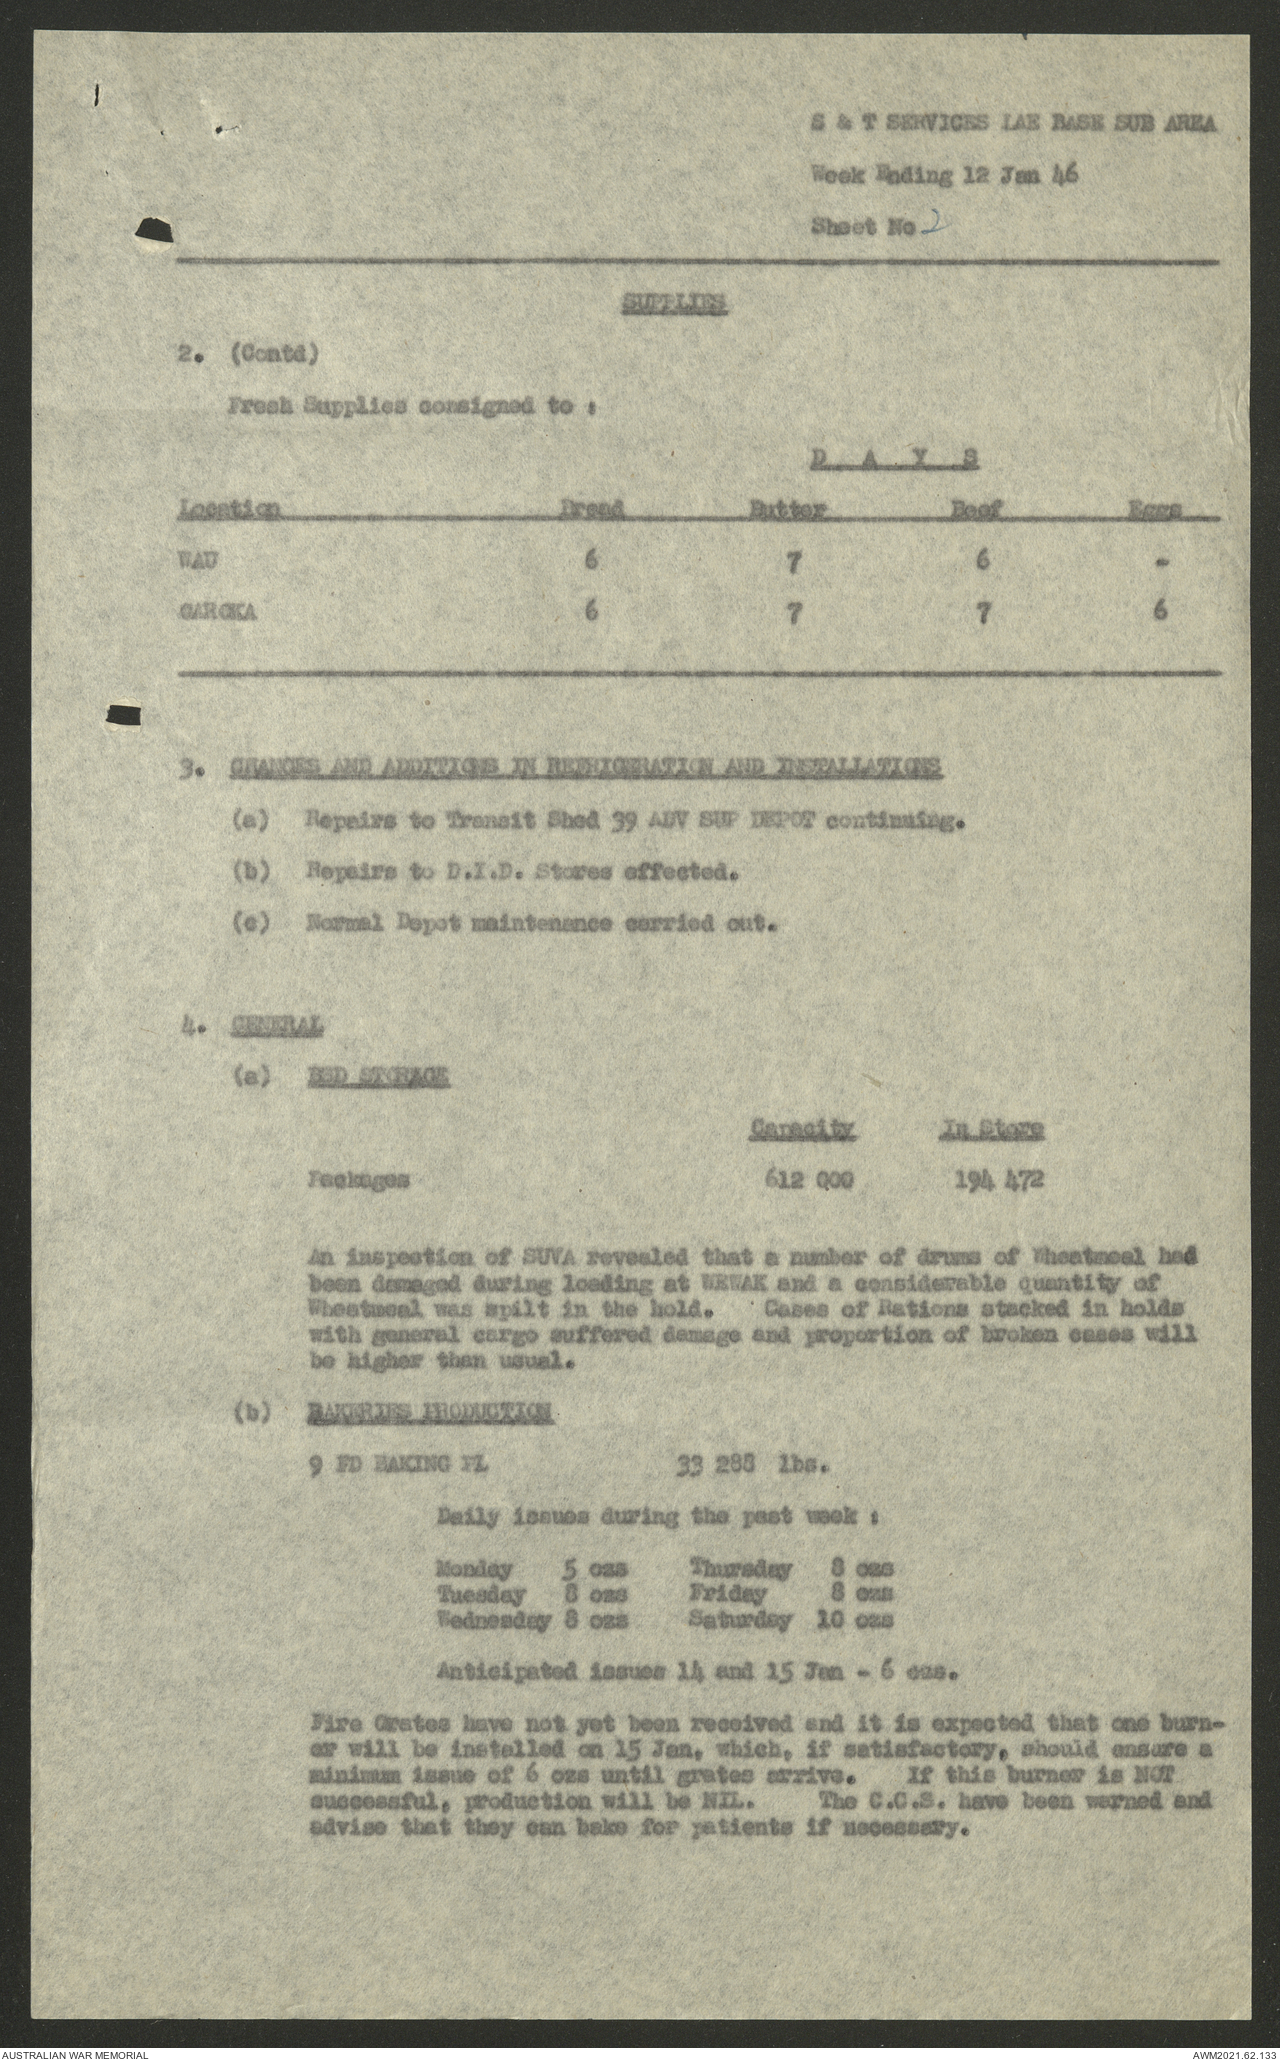 S & T SERVICES LAE BASE SUB AREA
Week Ending 12 Jan 46
Sheet No 2
SUPPLIES
2. (Contd)
Fresh Supplies consigned to :
D A Y S
Location Bread Butter Beef Eggs
WAU 6 7 6 -
GAROKA 6 7 7 6
3. CHANGES AND ADDITIONS IN REFRIGERATION AND INSTALLATIONS
(a) Repairs to Transit Shed 39 ADV SUP DEPOT continuing.
(b) Repairs to D.I.D. Stores effected.
(c) Normal Depot maintenance carried out.
4. GENERAL
(a) BSD STORAGE
Capacity In Store
Packages 612 000 194 472
An inspection of SUVA revealed that a number of drums of Wheatmeal had
been damaged during loading at WEWAK and a considerable quantity of
Wheatmeal was spilt in the hold. Cases of Rations stacked in holds
with general cargo suffered damage and proportion of broken cases will
be higher than usual.
(b) BAKERIES PRODUCTION
9 FD BAKING PL 33 288 lbs.
Daily issues during the past week :
Monday 5 ozs Thursday 8 ozs
Tuesday 8 ozs Friday 8 ozs
Wednesday 8 ozs Saturday 10 ozs
Anticipated issues 14 and 15 Jan - 6 ozs.
Fire Grates have not yet been received and it is expected that one burn-
er will be installed on 15 Jan, which, if satisfactory, should ensure a
minimum issue of 6 ozs until grates arrive. If this burner is NOT
successful, production will be NIL. The C.C.S. have been warned and
advise that they can bake for patients if necessary.
AUSTRALIAN WAR MEMORIAL
AWM2021.62.133